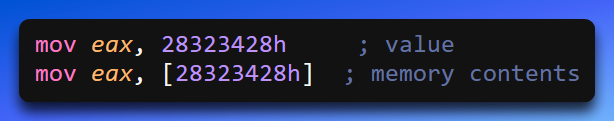 mov eax, 28323428h     ; value
mov eax, [28323428h]  ; memory contents